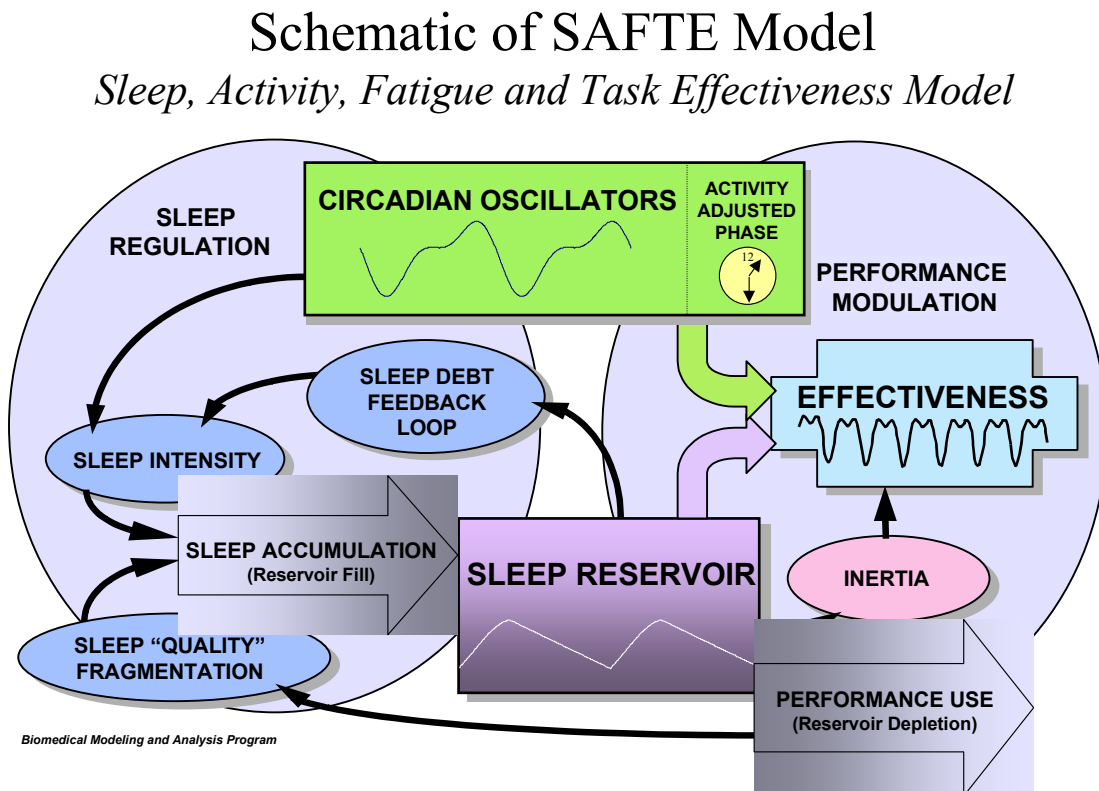 Schematic of SAFTE Model
Sleep, Activity, Fatigue and Task Effectiveness Model
CIRCADIAN OSCILLATORS
ACTIVITY
ADJUSTED
PHASE
12
SLEEP
REGULATION
PERFORMANCE
MODULATION
SLEEP DEBT
FEEDBACK
LOOP
EFFECTIVENESS
SLEEP INTENSITY
SLEEP ACCUMULATION
(Reservoir Fill)
SLEEP RESERVOIR
INERTIA
SLEEP “QUALITY”
FRAGMENTATION
PERFORMANCE USE
(Reservoir Depletion)
Biomedical Modeling and Analysis Program